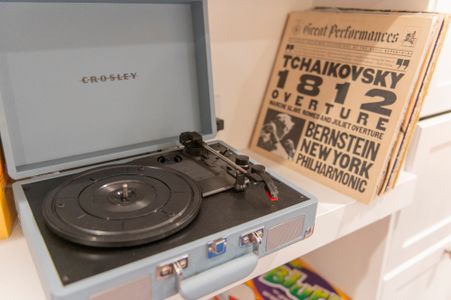 CROSLEY
Great Performances
"TCHAIKOVSKY"
1812
OVERTURE
MARCHE SLAVE ROMEO AND JULIET OVERTURE
BERNSTEIN
NEW YORK
PHILHARMONIC